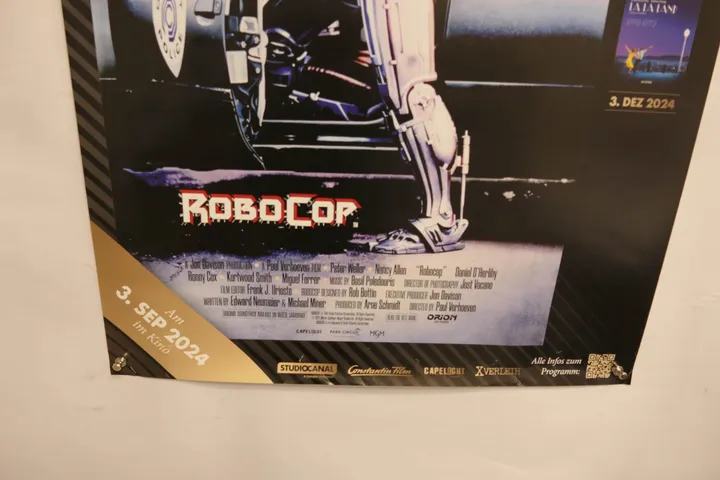 LA LA LAND
3. DEZ 2024
ROBOCOP.
A Jon Davison PRODUCTION A Paul Verhoeven FILM Peter Weller Nancy Allen "Robocop" Daniel O'Herlihy
Ronny Cox Kurtwood Smith Miguel Ferrer MUSIC BY Basil Poledouris DIRECTOR OF PHOTOGRAPHY Jost Vacano
FILM EDITOR Frank J. Urioste ROBOCOP DESIGNED BY Rob Bottin EXECUTIVE PRODUCER Jon Davison
WRITTEN BY Edward Neumeier & Michael Miner PRODUCED BY Arne Schmidt DIRECTED BY Paul Verhoeven
ORION
CAPELIGHT PARK CIRCUS MGM
Am
3. SEP 2024
im Kino
STUDIOCANAL Constantin Film CAPELIGHT XVERLEIH
Alle Infos zum
Programm: